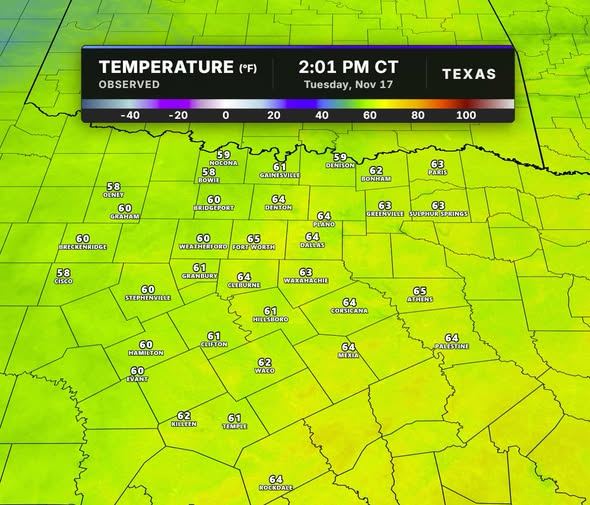 TEMPERATURE (°F)
OBSERVED
2:01 PM CT
Tuesday, Nov 17
TEXAS
-40 -20 0 20 40 60 80 100
59
NOCONA
58
BOWIE
61
GAINESVILLE
59
DENISON
62
BONHAM
63
PARIS
58
OLNEY
60
GRAHAM
60
BRIDGEPORT
64
DENTON
64
PLANO
63
GREENVILLE
63
SULPHUR SPRINGS
60
BRECKENRIDGE
60
WEATHERFORD
65
FORT WORTH
64
DALLAS
58
CISCO
61
GRANBURY
64
CLEBURNE
63
WAXAHACHIE
60
STEPHENVILLE
64
CORSICANA
65
ATHENS
61
HILLSBORO
60
HAMILTON
61
CLIFTON
64
MEXIA
64
PALESTINE
60
EVANT
62
WACO
62
KILLEEN
61
TEMPLE
64
ROCKDALE